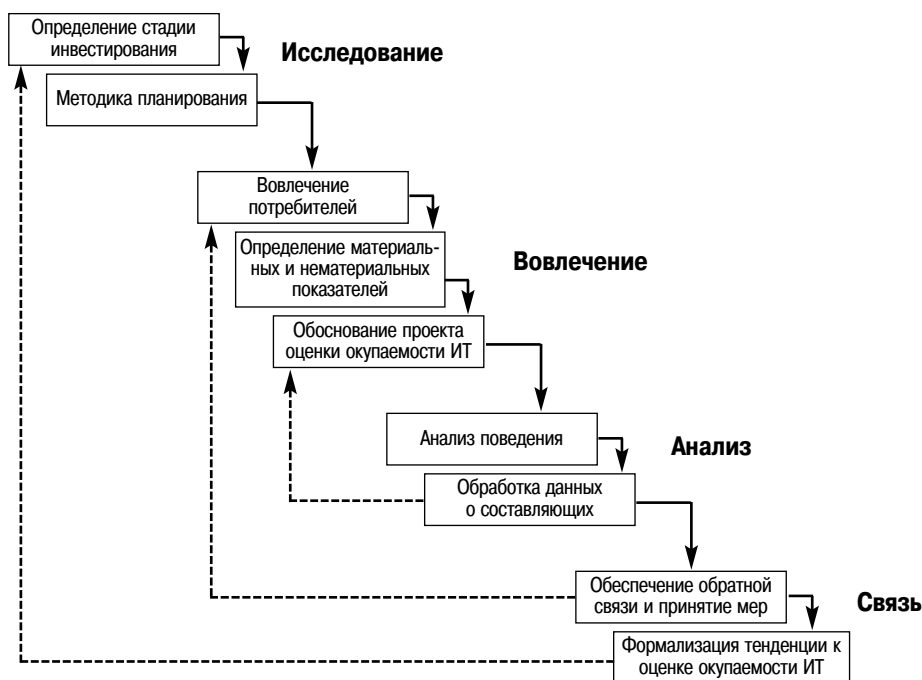 Определение стадии
инвестирования
Исследование
Методика планирования
Вовлечение
потребителей
Определение материаль-
ных и нематериальных
показателей
Вовлечение
Обоснование проекта
оценки окупаемости ИТ
Анализ поведения
Анализ
Обработка данных
о составляющих
Обеспечение обратной
связи и принятие мер
Связь
Формализация тенденции к
оценке окупаемости ИТ